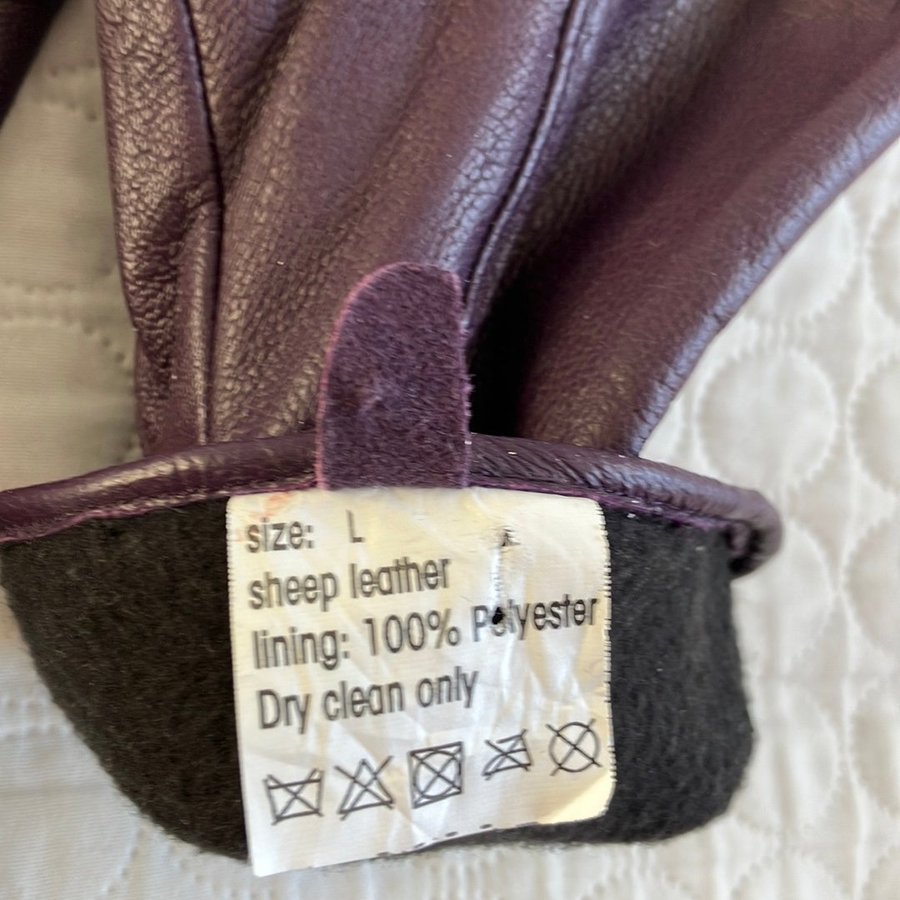 size: L
sheep leather
lining: 100% Polyester
Dry clean only